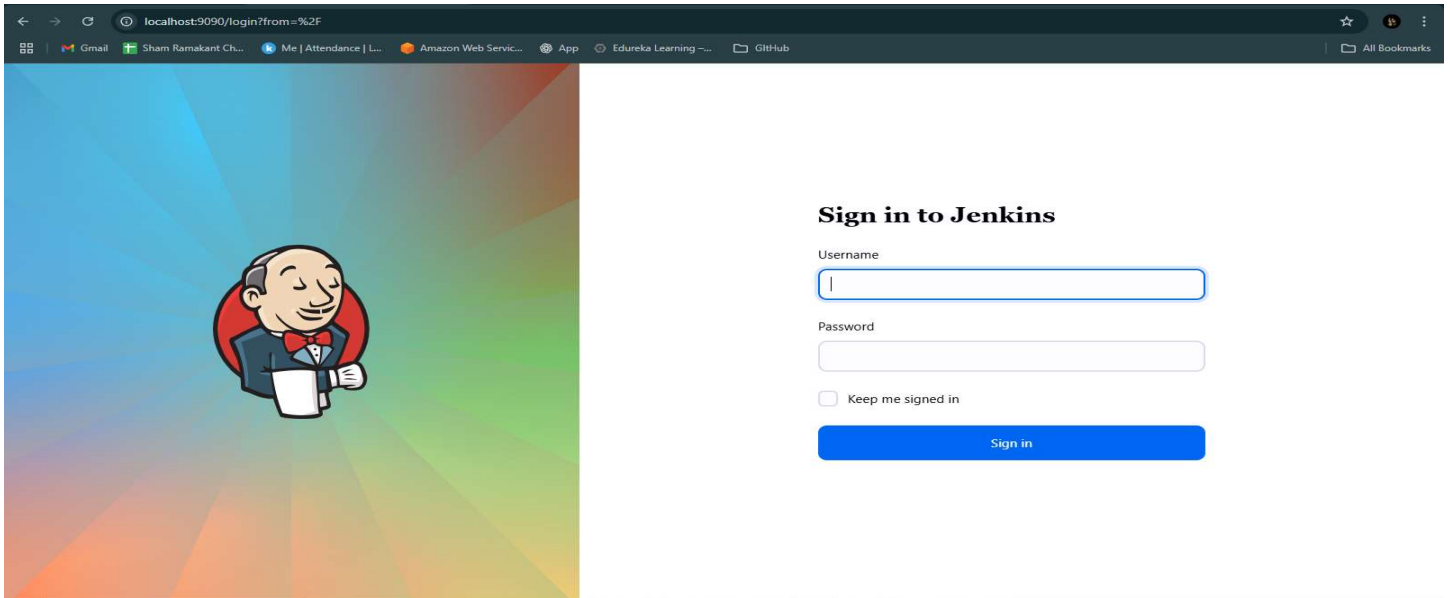 localhost:9090/login?from=%2F
Gmail Sham Ramakant Ch... Me | Attendance | L... Amazon Web Servic... App Edureka Learning –... GItHub All Bookmarks
Sign in to Jenkins
Username
Password
Keep me signed in
Sign in